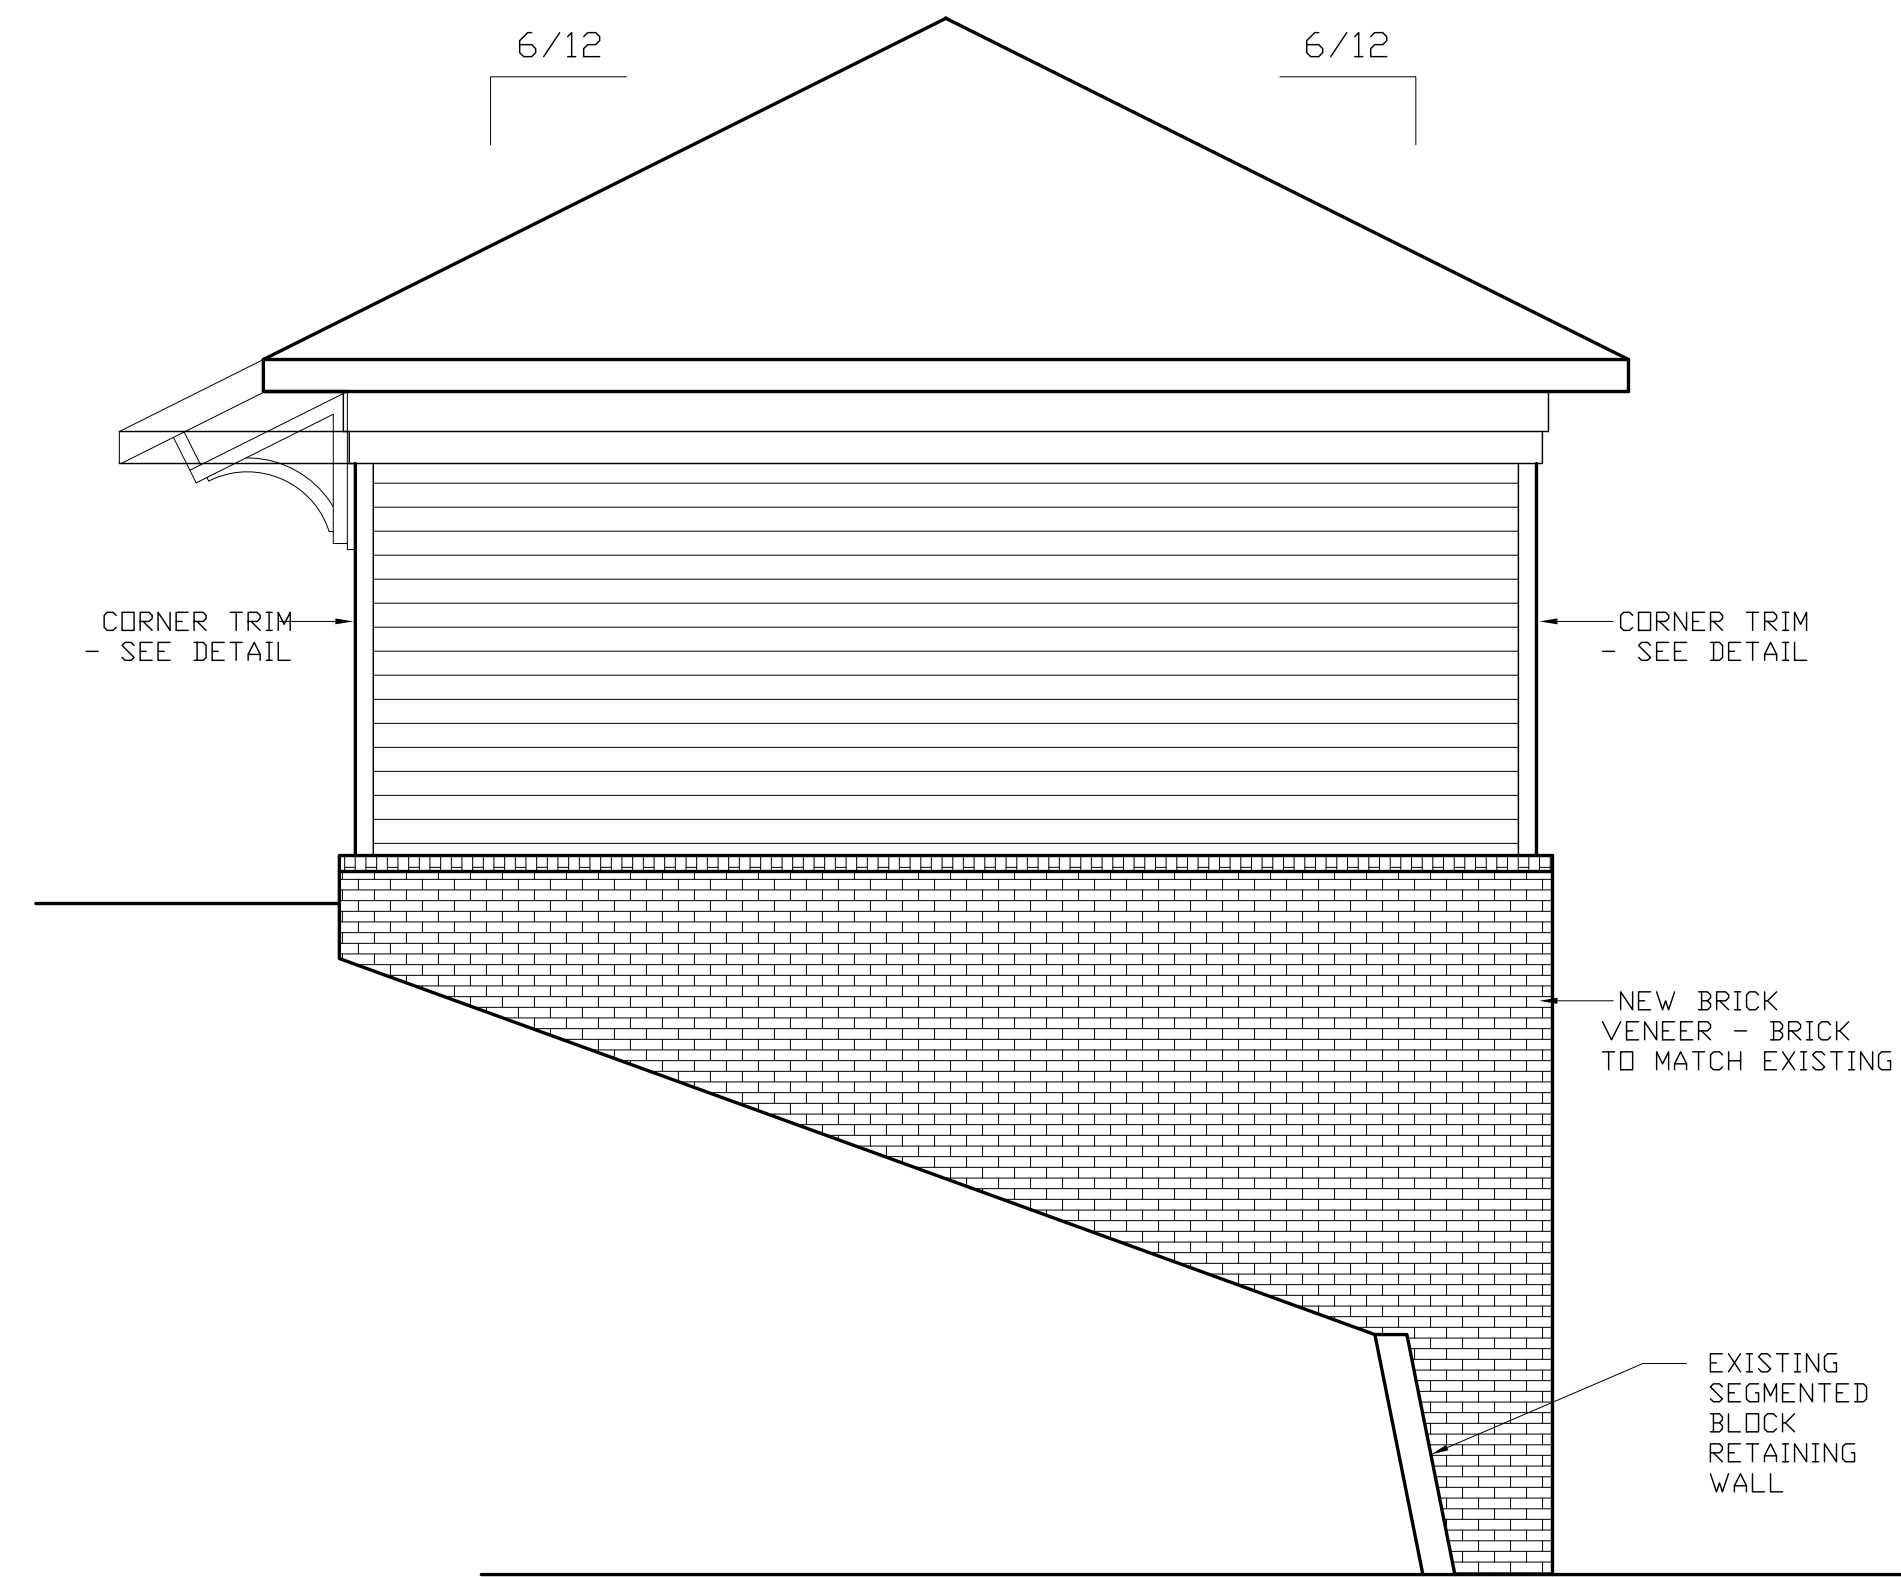 6/12
6/12
CORNER TRIM
- SEE DETAIL
CORNER TRIM
- SEE DETAIL
NEW BRICK
VENEER - BRICK
TO MATCH EXISTING
EXISTING
SEGMENTED
BLOCK
RETAINING
WALL